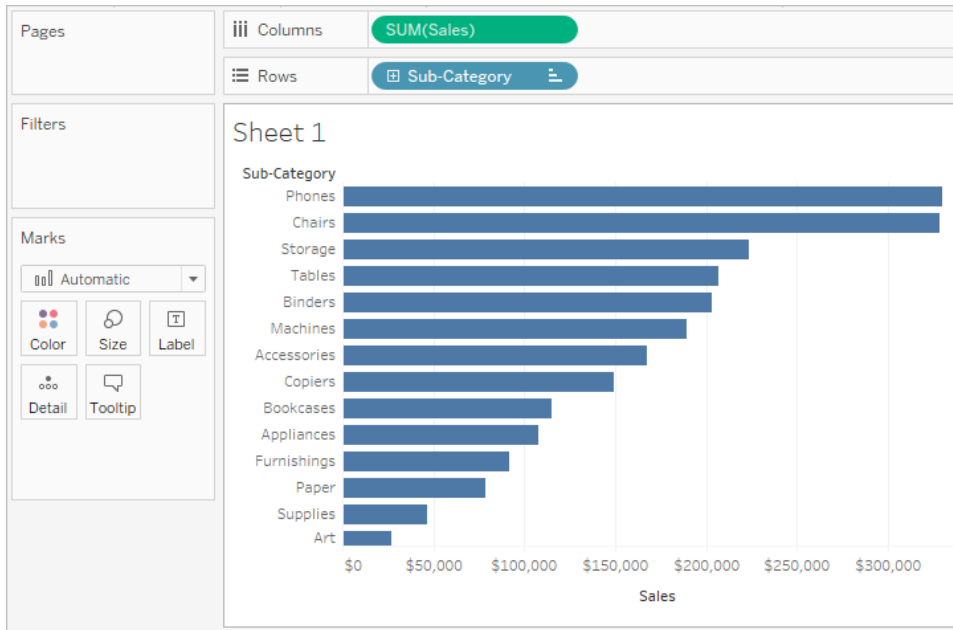 Pages
Columns
SUM(Sales)
Rows
Sub-Category
Filters
Marks
Automatic
Color
Size
T
Label
Detail
Tooltip
Sheet 1
Sub-Category
Phones
Chairs
Storage
Tables
Binders
Machines
Accessories
Copiers
Bookcases
Appliances
Furnishings
Paper
Supplies
Art
$0 $50,000 $100,000 $150,000 $200,000 $250,000 $300,000
Sales